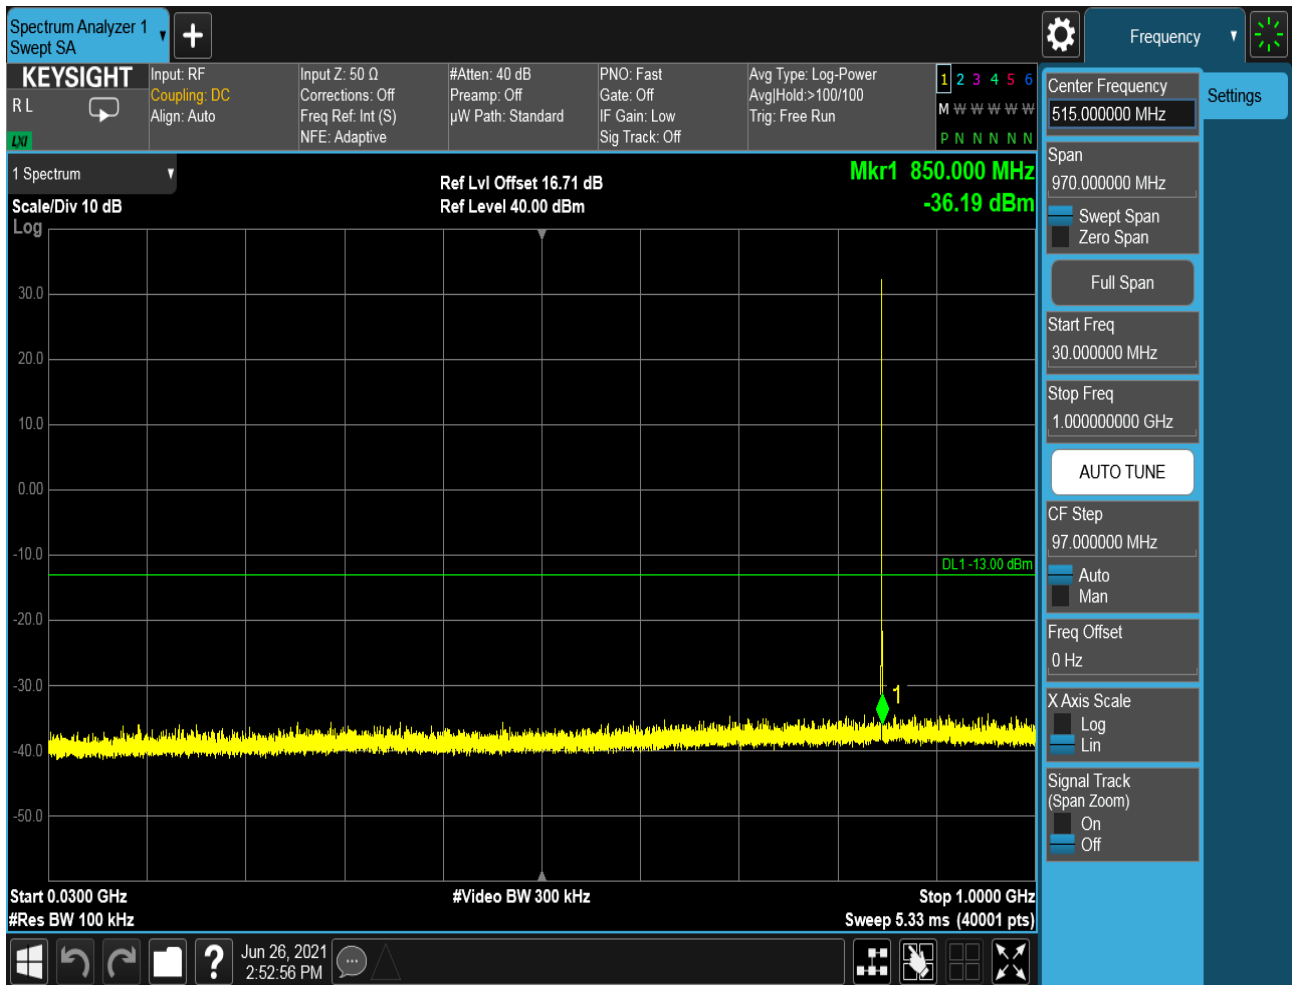 Spectrum Analyzer 1
Swept SA
Frequency
KEYSIGHT
R L
LXI
Input: RF
Coupling: DC
Align: Auto
Input Z: 50 Ω
Corrections: Off
Freq Ref: Int (S)
NFE: Adaptive
#Atten: 40 dB
Preamp: Off
µW Path: Standard
PNO: Fast
Gate: Off
IF Gain: Low
Sig Track: Off
Avg Type: Log-Power
Avg|Hold:>100/100
Trig: Free Run
1 2 3 4 5 6
M W W W W W
P N N N N N
Center Frequency
515.000000 MHz
Settings
Span
970.000000 MHz
Swept Span
Zero Span
Full Span
Start Freq
30.000000 MHz
Stop Freq
1.000000000 GHz
AUTO TUNE
CF Step
97.000000 MHz
Auto
Man
Freq Offset
0 Hz
X Axis Scale
Log
Lin
Signal Track
(Span Zoom)
On
Off
1 Spectrum
Scale/Div 10 dB
Log
Ref Lvl Offset 16.71 dB
Ref Level 40.00 dBm
Mkr1 850.000 MHz
-36.19 dBm
30.0
20.0
10.0
0.00
-10.0
DL1 -13.00 dBm
-20.0
-30.0
1
-40.0
-50.0
Start 0.0300 GHz
#Video BW 300 kHz
Stop 1.0000 GHz
#Res BW 100 kHz
Sweep 5.33 ms (40001 pts)
?
Jun 26, 2021
2:52:56 PM